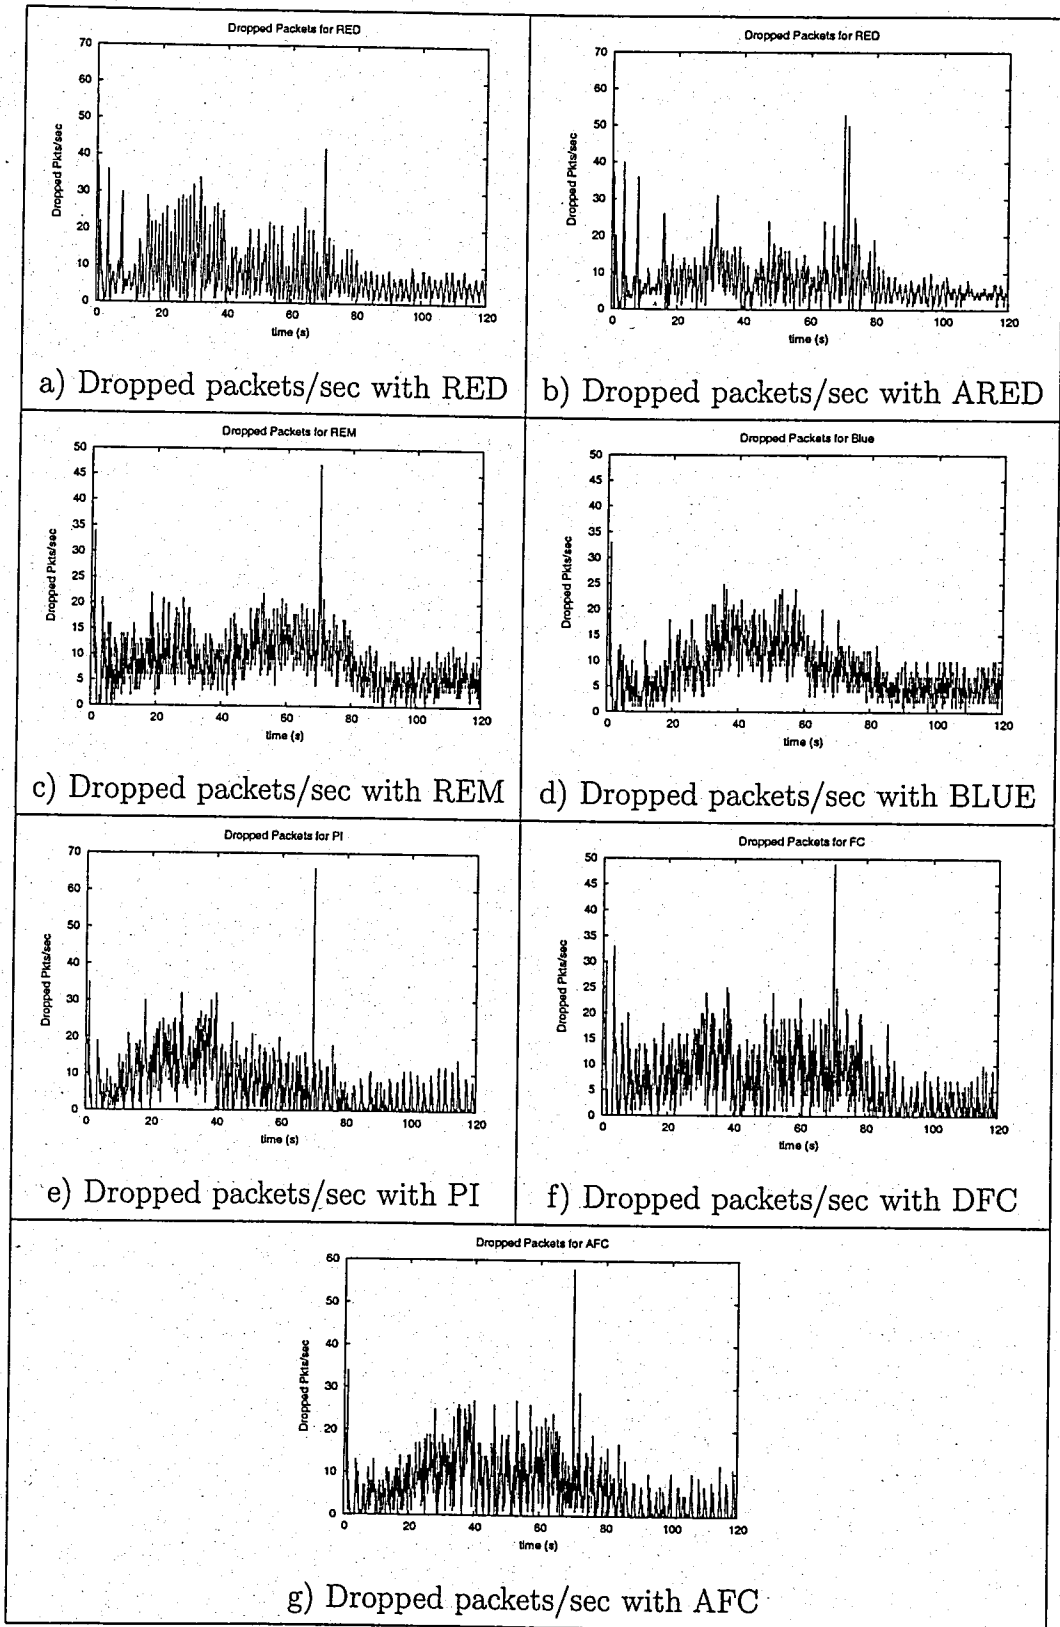 Dropped Packets for RED
70
60
50
40
30
20
10
0
Dropped Pkts/sec
0 20 40 60 80 100 120
time (s)
a) Dropped packets/sec with RED
Dropped Packets for RED
70
60
50
40
30
20
10
0
Dropped Pkts/sec
0 20 40 60 80 100 120
time (s)
b) Dropped packets/sec with ARED
Dropped Packets for REM
50
45
40
35
30
25
20
15
10
5
0
Dropped Pkts/sec
0 20 40 60 80 100 120
time (s)
c) Dropped packets/sec with REM
Dropped Packets for Blue
50
45
40
35
30
25
20
15
10
5
0
Dropped Pkts/sec
0 20 40 60 80 100 120
time (s)
d) Dropped packets/sec with BLUE
Dropped Packets for PI
70
60
50
40
30
20
10
0
Dropped Pkts/sec
0 20 40 60 80 100 120
time (s)
e) Dropped packets/sec with PI
Dropped Packets for FC
50
45
40
35
30
25
20
15
10
5
0
Dropped Pkts/sec
0 20 40 60 80 100 120
time (s)
f) Dropped packets/sec with DFC
Dropped Packets for AFC
60
50
40
30
20
10
0
Dropped Pkts/sec
0 20 40 60 80 100 120
time (s)
g) Dropped packets/sec with AFC